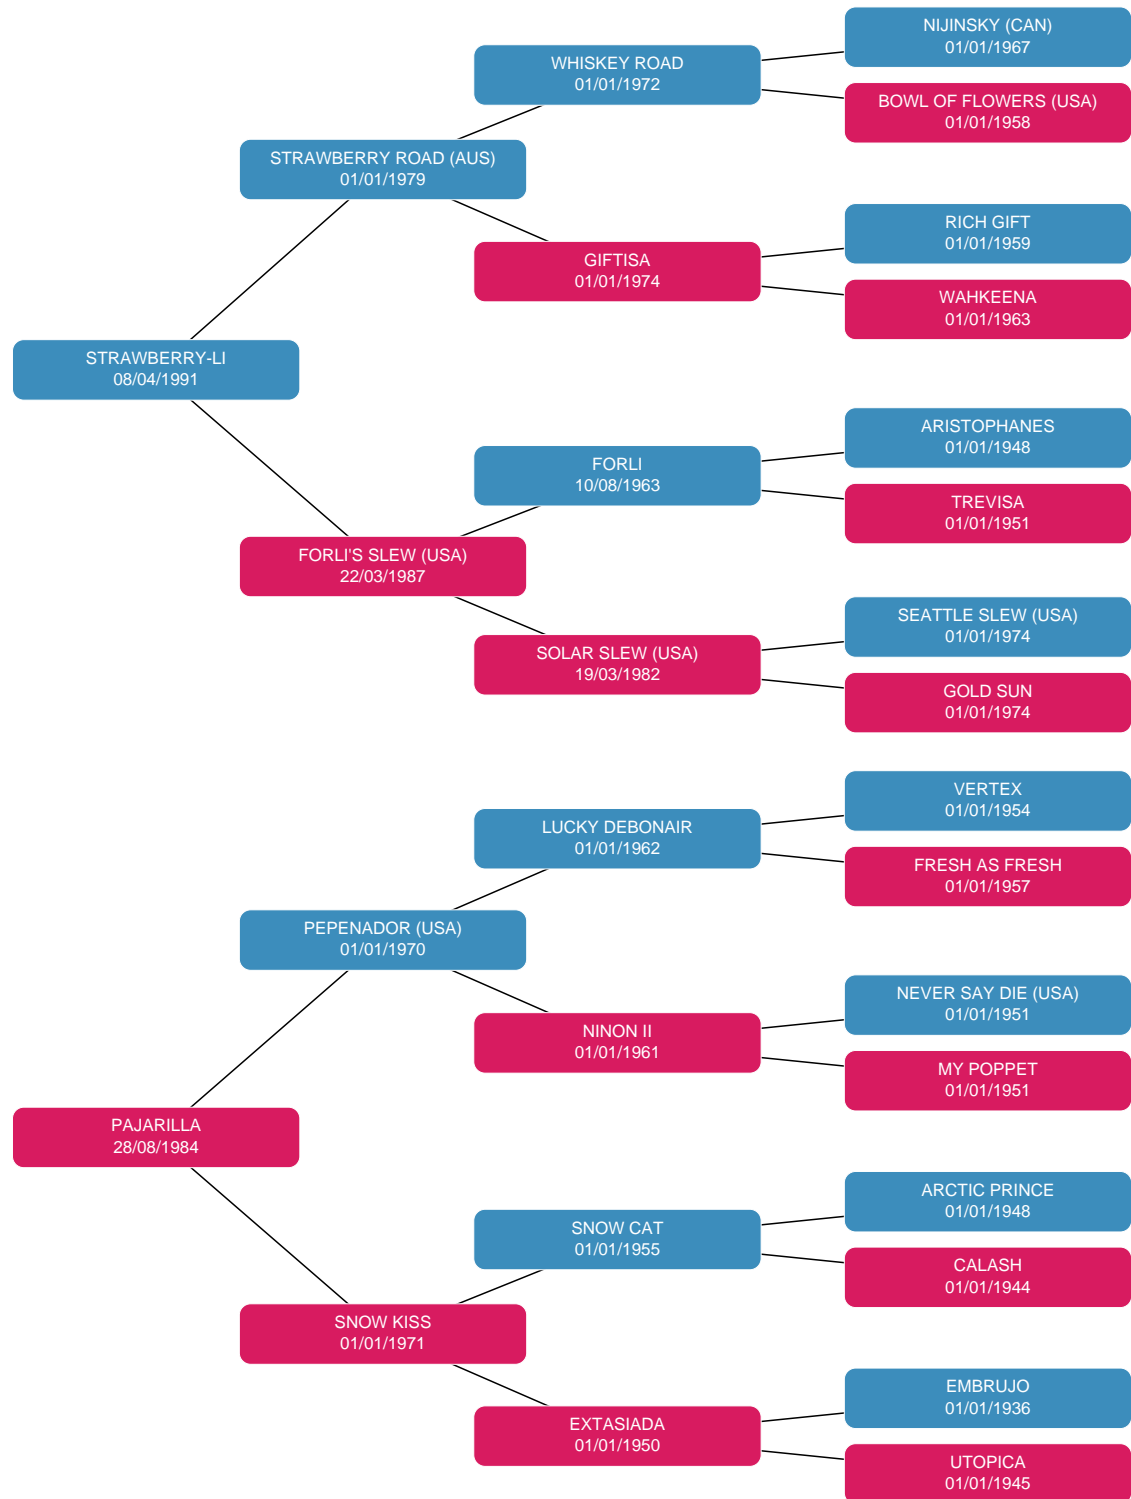 NIJINSKY (CAN)
01/01/1967
WHISKEY ROAD
01/01/1972
BOWL OF FLOWERS (USA)
01/01/1958
STRAWBERRY ROAD (AUS)
01/01/1979
RICH GIFT
01/01/1959
GIFTISA
01/01/1974
WAHKEENA
01/01/1963
STRAWBERRY-LI
08/04/1991
ARISTOPHANES
01/01/1948
FORLI
10/08/1963
TREVISA
01/01/1951
FORLI'S SLEW (USA)
22/03/1987
SEATTLE SLEW (USA)
01/01/1974
SOLAR SLEW (USA)
19/03/1982
GOLD SUN
01/01/1974
VERTEX
01/01/1954
LUCKY DEBONAIR
01/01/1962
FRESH AS FRESH
01/01/1957
PEPENADOR (USA)
01/01/1970
NEVER SAY DIE (USA)
01/01/1951
NINON II
01/01/1961
MY POPPET
01/01/1951
PAJARILLA
28/08/1984
ARCTIC PRINCE
01/01/1948
SNOW CAT
01/01/1955
CALASH
01/01/1944
SNOW KISS
01/01/1971
EMBRUJO
01/01/1936
EXTASIADA
01/01/1950
UTOPICA
01/01/1945